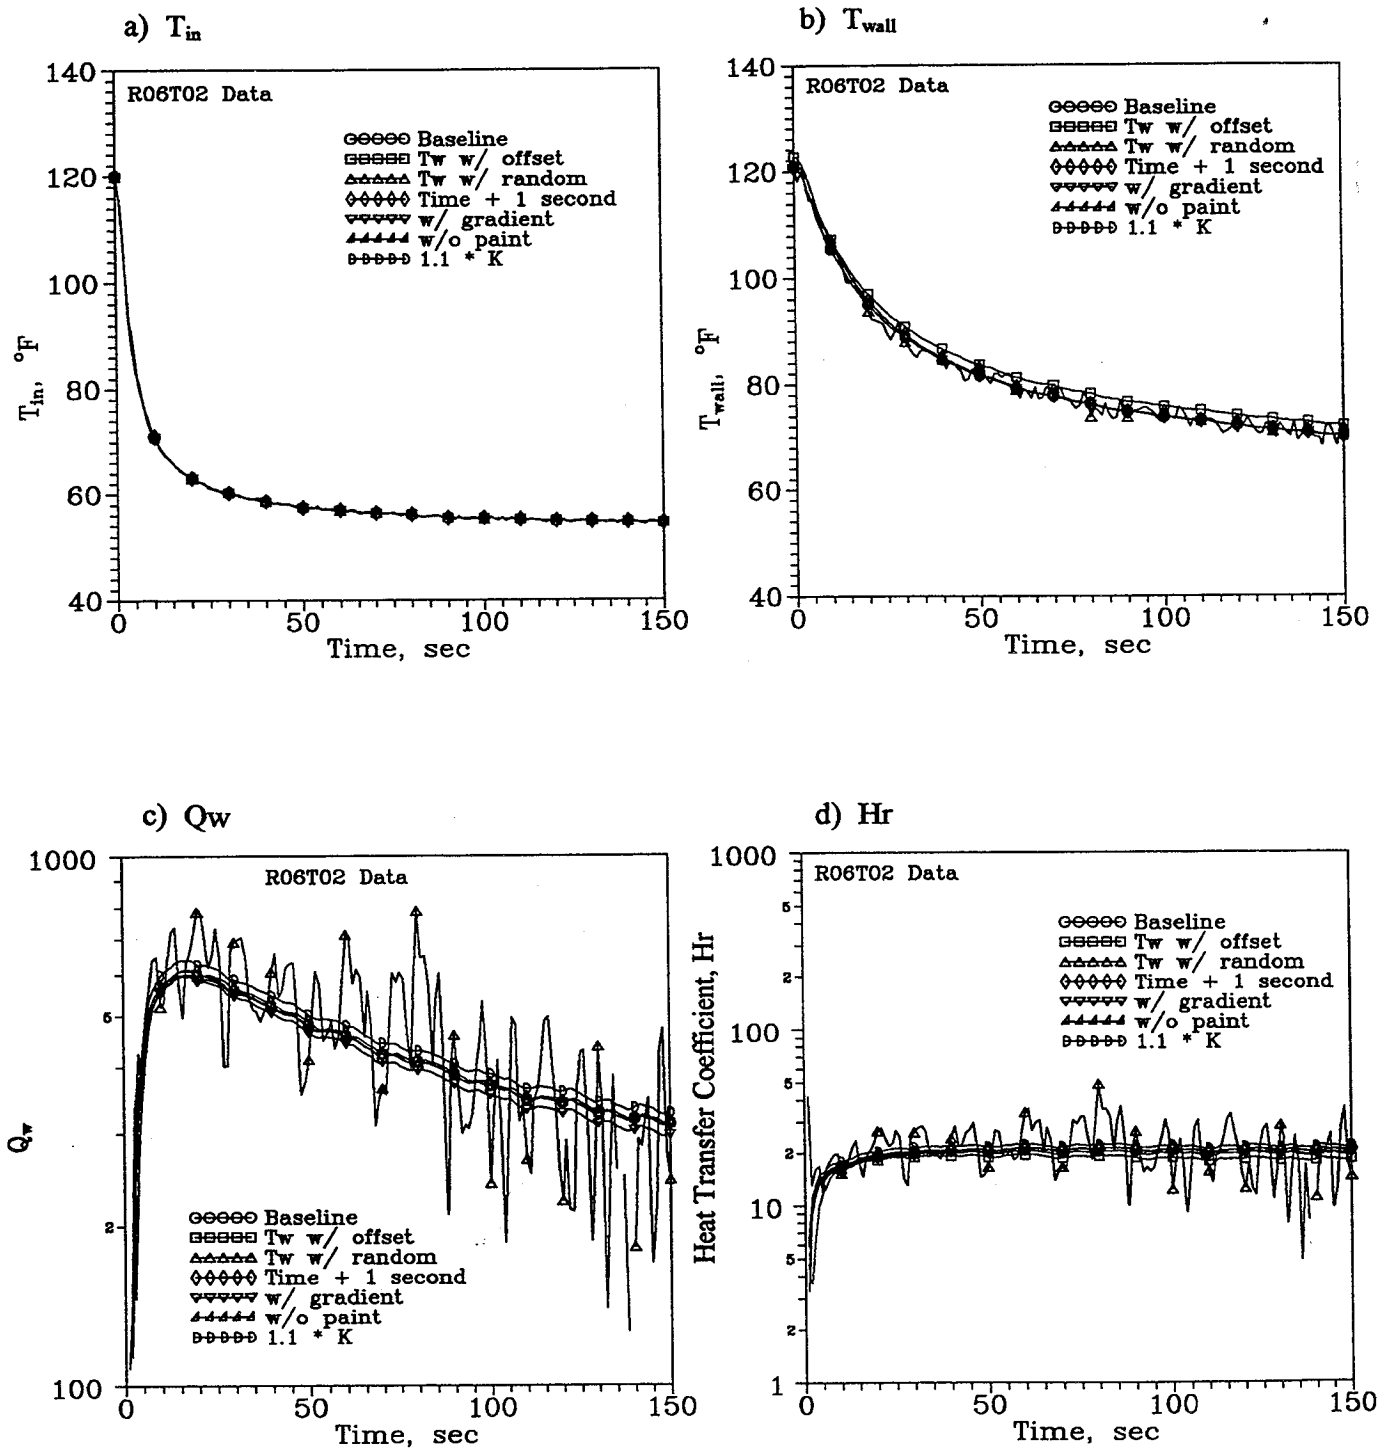 a) T_in
140
120
100
80
60
40
T_in, °F
R06T02 Data
Baseline
Tw w/ offset
Tw w/ random
Time + 1 second
w/ gradient
w/o paint
1.1 * K
0 50 100 150
Time, sec
b) T_wall
140
120
100
80
60
40
T_wall, °F
R06T02 Data
Baseline
Tw w/ offset
Tw w/ random
Time + 1 second
w/ gradient
w/o paint
1.1 * K
0 50 100 150
Time, sec
c) Qw
1000
5
2
100
Q_w
R06T02 Data
Baseline
Tw w/ offset
Tw w/ random
Time + 1 second
w/ gradient
w/o paint
1.1 * K
0 50 100 150
Time, sec
d) Hr
1000
5
2
100
5
2
10
5
2
1
Heat Transfer Coefficient, Hr
R06T02 Data
Baseline
Tw w/ offset
Tw w/ random
Time + 1 second
w/ gradient
w/o paint
1.1 * K
0 50 100 150
Time, sec